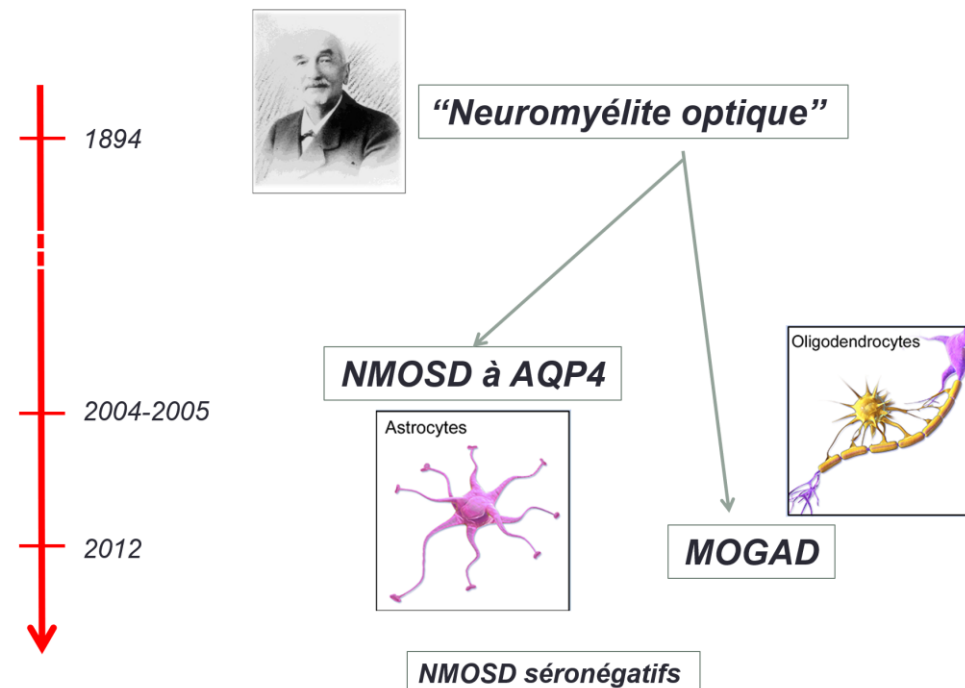 1894
“Neuromyélite optique”
Oligodendrocytes
NMOSD à AQP4
2004-2005
Astrocytes
2012
MOGAD
NMOSD séronégatifs